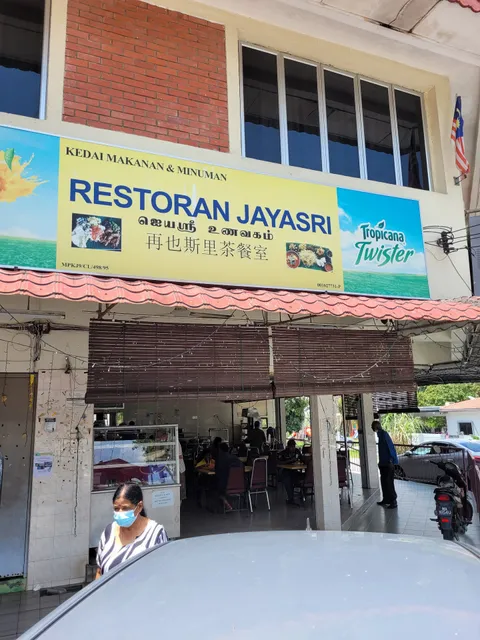 KEDAI MAKANAN & MINUMAN
RESTORAN JAYASRI
ஜெயஸ்ரீ உணவகம்
再也斯里茶餐室
Tropicana
Twister